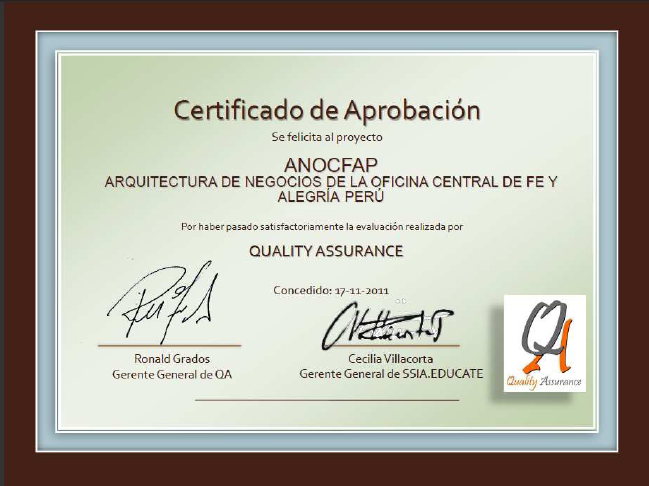 Certificado de Aprobación
Se felicita al proyecto
ANOCFAP
ARQUITECTURA DE NEGOCIOS DE LA OFICINA CENTRAL DE FE Y
ALEGRÍA PERÚ
Por haber pasado satisfactoriamente la evaluación realizada por
QUALITY ASSURANCE
Concedido: 17-11-2011
Ronald Grados
Gerente General de QA
Cecilia Villacorta
Gerente General de SSIA.EDUCATE
QA
Quality Assurance